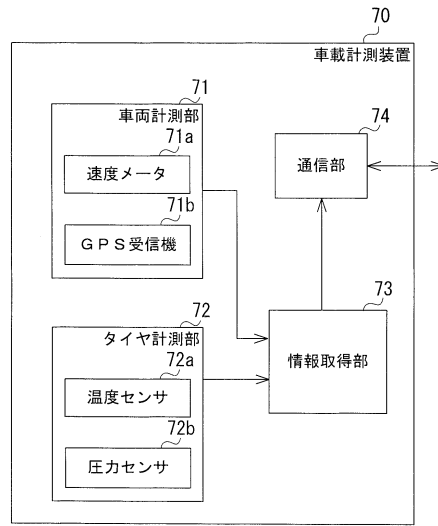 70
車載計測装置
71
車両計測部
71a
速度メータ
71b
GPS受信機
74
通信部
72
タイヤ計測部
72a
温度センサ
72b
圧力センサ
73
情報取得部